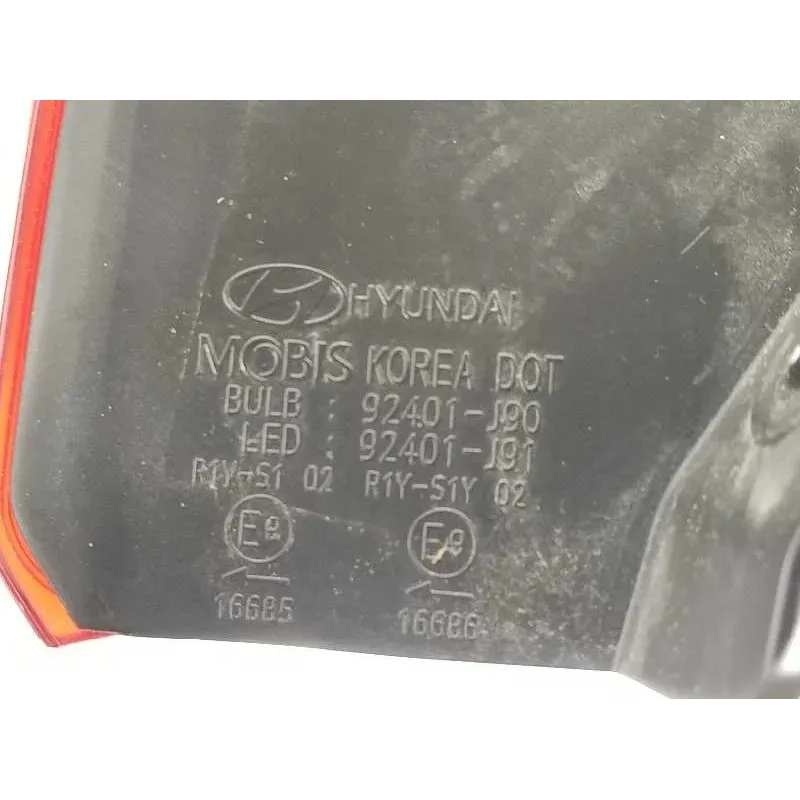 HYUNDAI
MOBIS KOREA DOT
BULB : 92401-J90
LED : 92401-J91
R1Y-S1 02 R1Y-S1Y 02
E9 E9
16685 16686